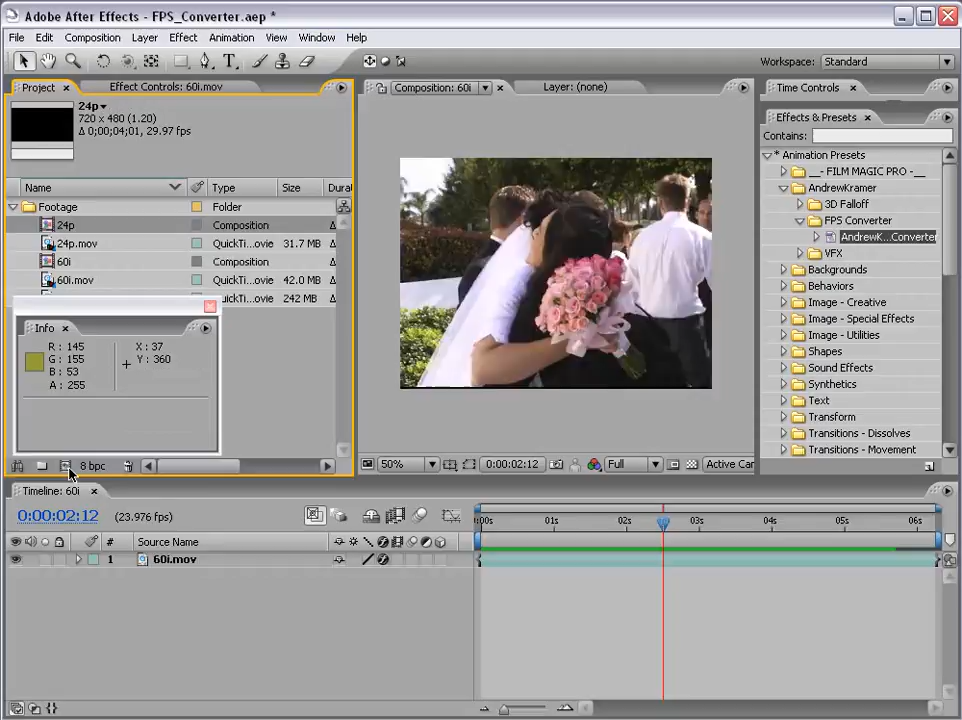 Adobe After Effects - FPS_Converter.aep *
File Edit Composition Layer Effect Animation View Window Help
Workspace: Standard
Project Effect Controls: 60i.mov
Composition: 60i Layer: (none)
Time Controls
24p
720 x 480 (1.20)
Δ 0;00;04;01, 29.97 fps
Effects & Presets
Contains:
Name Type Size Durat
Footage Folder
24p Composition Δ
24p.mov QuickTi...ovie 31.7 MB Δ
60i Composition Δ
60i.mov QuickTi...ovie 42.0 MB Δ
QuickTi...ovie 242 MB Δ
Info
R : 145
G : 155
B : 53
A : 255
X : 37
Y : 360
8 bpc
50% 0:00:02:12 Full Active Car
* Animation Presets
__- FILM MAGIC PRO -__
AndrewKramer
3D Falloff
FPS Converter
AndrewK...Converter
VFX
Backgrounds
Behaviors
Image - Creative
Image - Special Effects
Image - Utilities
Shapes
Sound Effects
Synthetics
Text
Transform
Transitions - Dissolves
Transitions - Movement
Timeline: 60i
0:00:02:12 (23.976 fps)
:00s 01s 02s 03s 04s 05s 06s
# Source Name
1 60i.mov